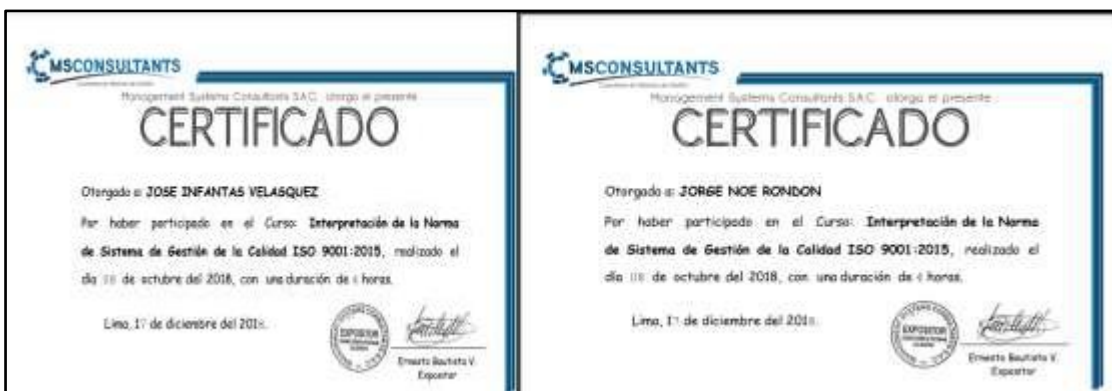 MSCONSULTANTS
Management Systems Consultants S.A.C. otorga el presente
CERTIFICADO
Otorgado a: JOSE INFANTAS VELASQUEZ
Por haber participado en el Curso: Interpretación de la Norma
de Sistema de Gestión de la Calidad ISO 9001:2015, realizado el
día de octubre del 2018, con una duración de horas.
Lima, 17 de diciembre del
EXPOSITOR
Ernesto Bautista V.
Expositor
MSCONSULTANTS
Management Systems Consultants S.A.C. otorga el presente
CERTIFICADO
Otorgado a: JORGE NOE RONDON
Por haber participado en el Curso: Interpretación de la Norma
de Sistema de Gestión de la Calidad ISO 9001:2015, realizado el
día de octubre del 2018, con una duración de horas.
Lima, de diciembre del
EXPOSITOR
Ernesto Bautista V.
Expositor